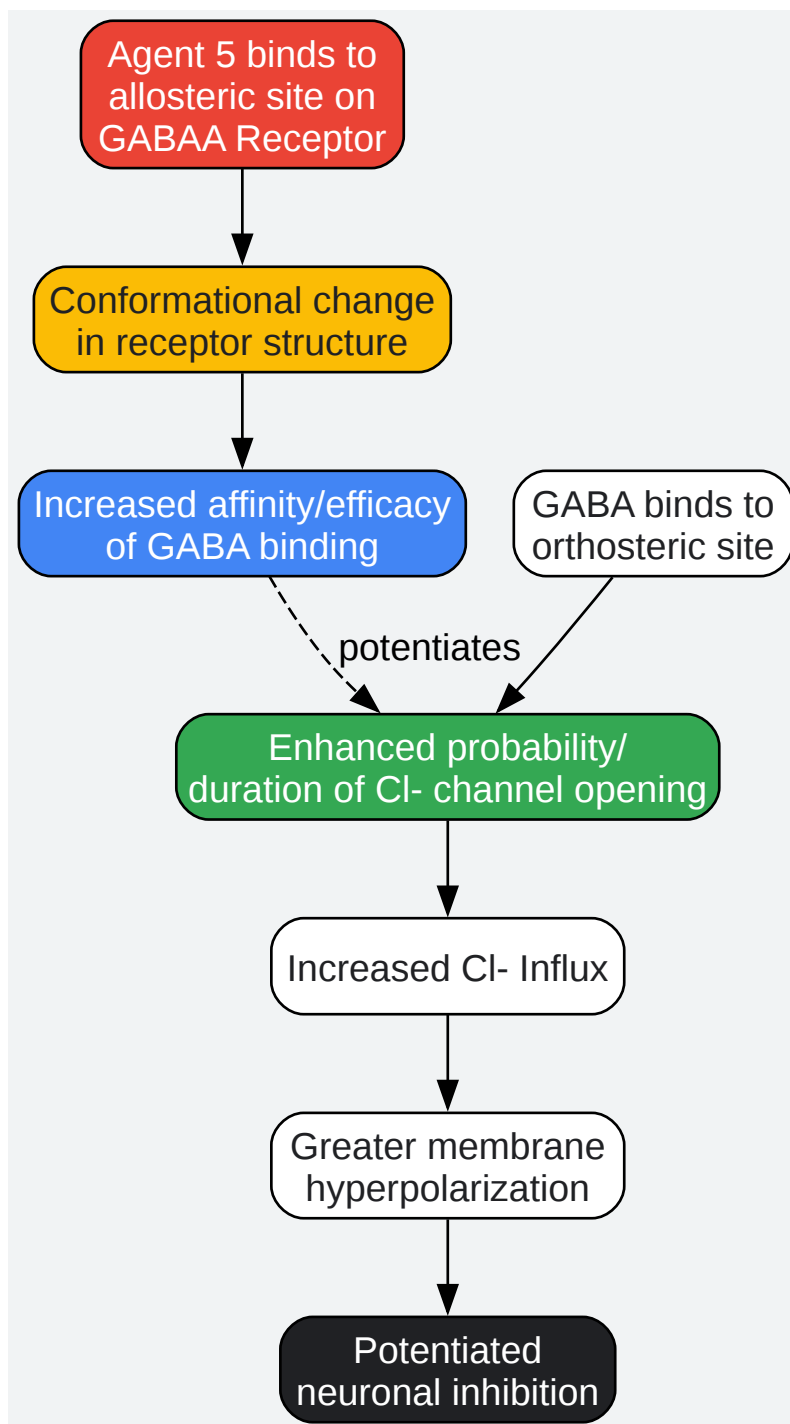 Agent 5 binds to
allosteric site on
GABAA Receptor
Conformational change
in receptor structure
Increased affinity/efficacy
of GABA binding
GABA binds to
orthosteric site
potentiates
Enhanced probability/
duration of Cl- channel opening
Increased Cl- Influx
Greater membrane
hyperpolarization
Potentiated
neuronal inhibition